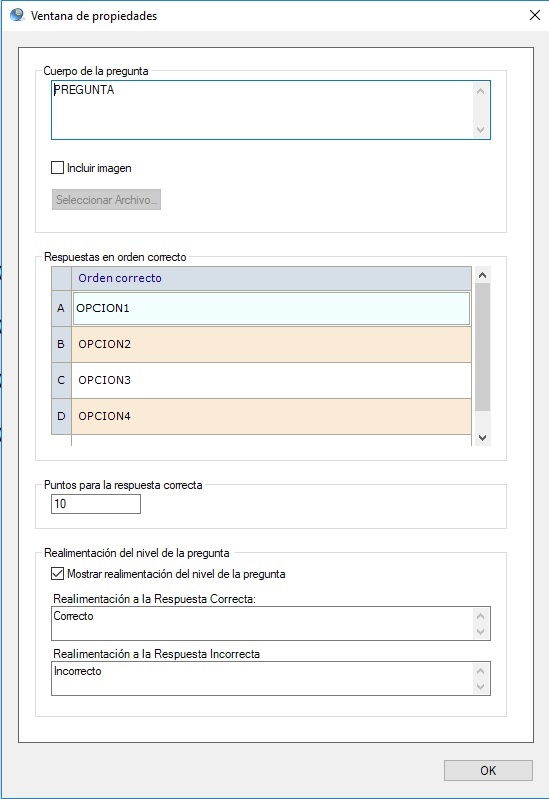 Ventana de propiedades
Cuerpo de la pregunta
PREGUNTA
Incluir imagen
Seleccionar Archivo...
Respuestas en orden correcto
Orden correcto
A OPCION1
B OPCION2
C OPCION3
D OPCION4
Puntos para la respuesta correcta
10
Realimentación del nivel de la pregunta
Mostrar realimentación del nivel de la pregunta
Realimentación a la Respuesta Correcta:
Correcto
Realimentación a la Respuesta Incorrecta
Incorrecto
OK